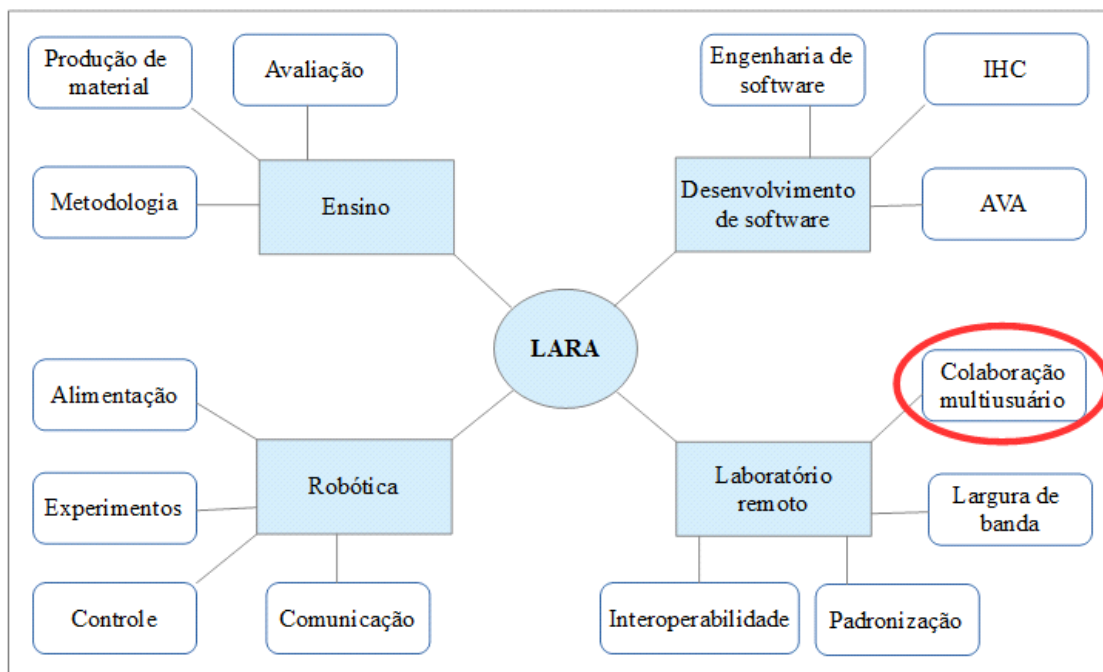 Produção de
material
Avaliação
Metodologia
Ensino
Engenharia de
software
IHC
Desenvolvimento
de software
AVA
LARA
Alimentação
Experimentos
Robótica
Controle
Comunicação
Colaboração
multiusuário
Laboratório
remoto
Largura de
banda
Interoperabilidade
Padronização